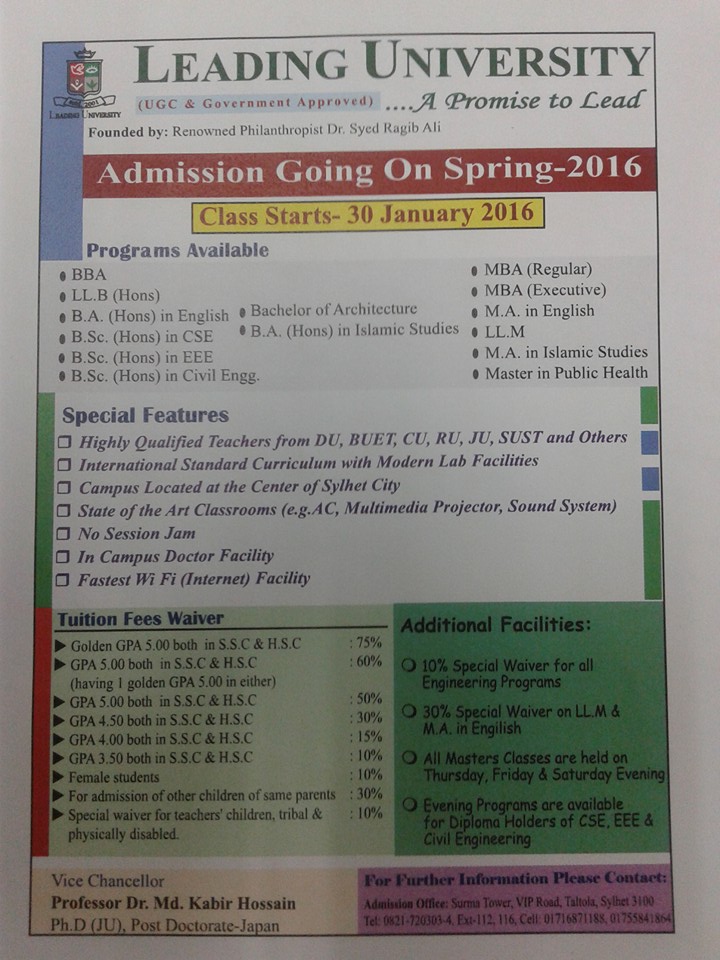 LEADING UNIVERSITY
2001
LEADING UNIVERSITY
(UGC & Government Approved) ....A Promise to Lead
Founded by: Renowned Philanthropist Dr. Syed Ragib Ali
Admission Going On Spring-2016
Class Starts- 30 January 2016
Programs Available
BBA
LL.B (Hons)
B.A. (Hons) in English
B.Sc. (Hons) in CSE
B.Sc. (Hons) in EEE
B.Sc. (Hons) in Civil Engg.
Bachelor of Architecture
B.A. (Hons) in Islamic Studies
MBA (Regular)
MBA (Executive)
M.A. in English
LL.M
M.A. in Islamic Studies
Master in Public Health
Special Features
Highly Qualified Teachers from DU, BUET, CU, RU, JU, SUST and Others
International Standard Curriculum with Modern Lab Facilities
Campus Located at the Center of Sylhet City
State of the Art Classrooms (e.g.AC, Multimedia Projector, Sound System)
No Session Jam
In Campus Doctor Facility
Fastest Wi Fi (Internet) Facility
Tuition Fees Waiver
Golden GPA 5.00 both in S.S.C & H.S.C : 75%
GPA 5.00 both in S.S.C & H.S.C : 60%
(having 1 golden GPA 5.00 in either)
GPA 5.00 both in S.S.C & H.S.C : 50%
GPA 4.50 both in S.S.C & H.S.C : 30%
GPA 4.00 both in S.S.C & H.S.C : 15%
GPA 3.50 both in S.S.C & H.S.C : 10%
Female students : 10%
For admission of other children of same parents : 30%
Special waiver for teachers' children, tribal & : 10%
physically disabled.
Additional Facilities:
10% Special Waiver for all
Engineering Programs
30% Special Waiver on LL.M &
M.A. in Engilish
All Masters Classes are held on
Thursday, Friday & Saturday Evening
Evening Programs are available
for Diploma Holders of CSE, EEE &
Civil Engineering
Vice Chancellor
Professor Dr. Md. Kabir Hossain
Ph.D (JU), Post Doctorate-Japan
For Further Information Please Contact:
Admission Office: Surma Tower, VIP Road, Taltola, Sylhet 3100
Tel: 0821-720303-4, Ext-112, 116, Cell: 01716871188, 01755841864